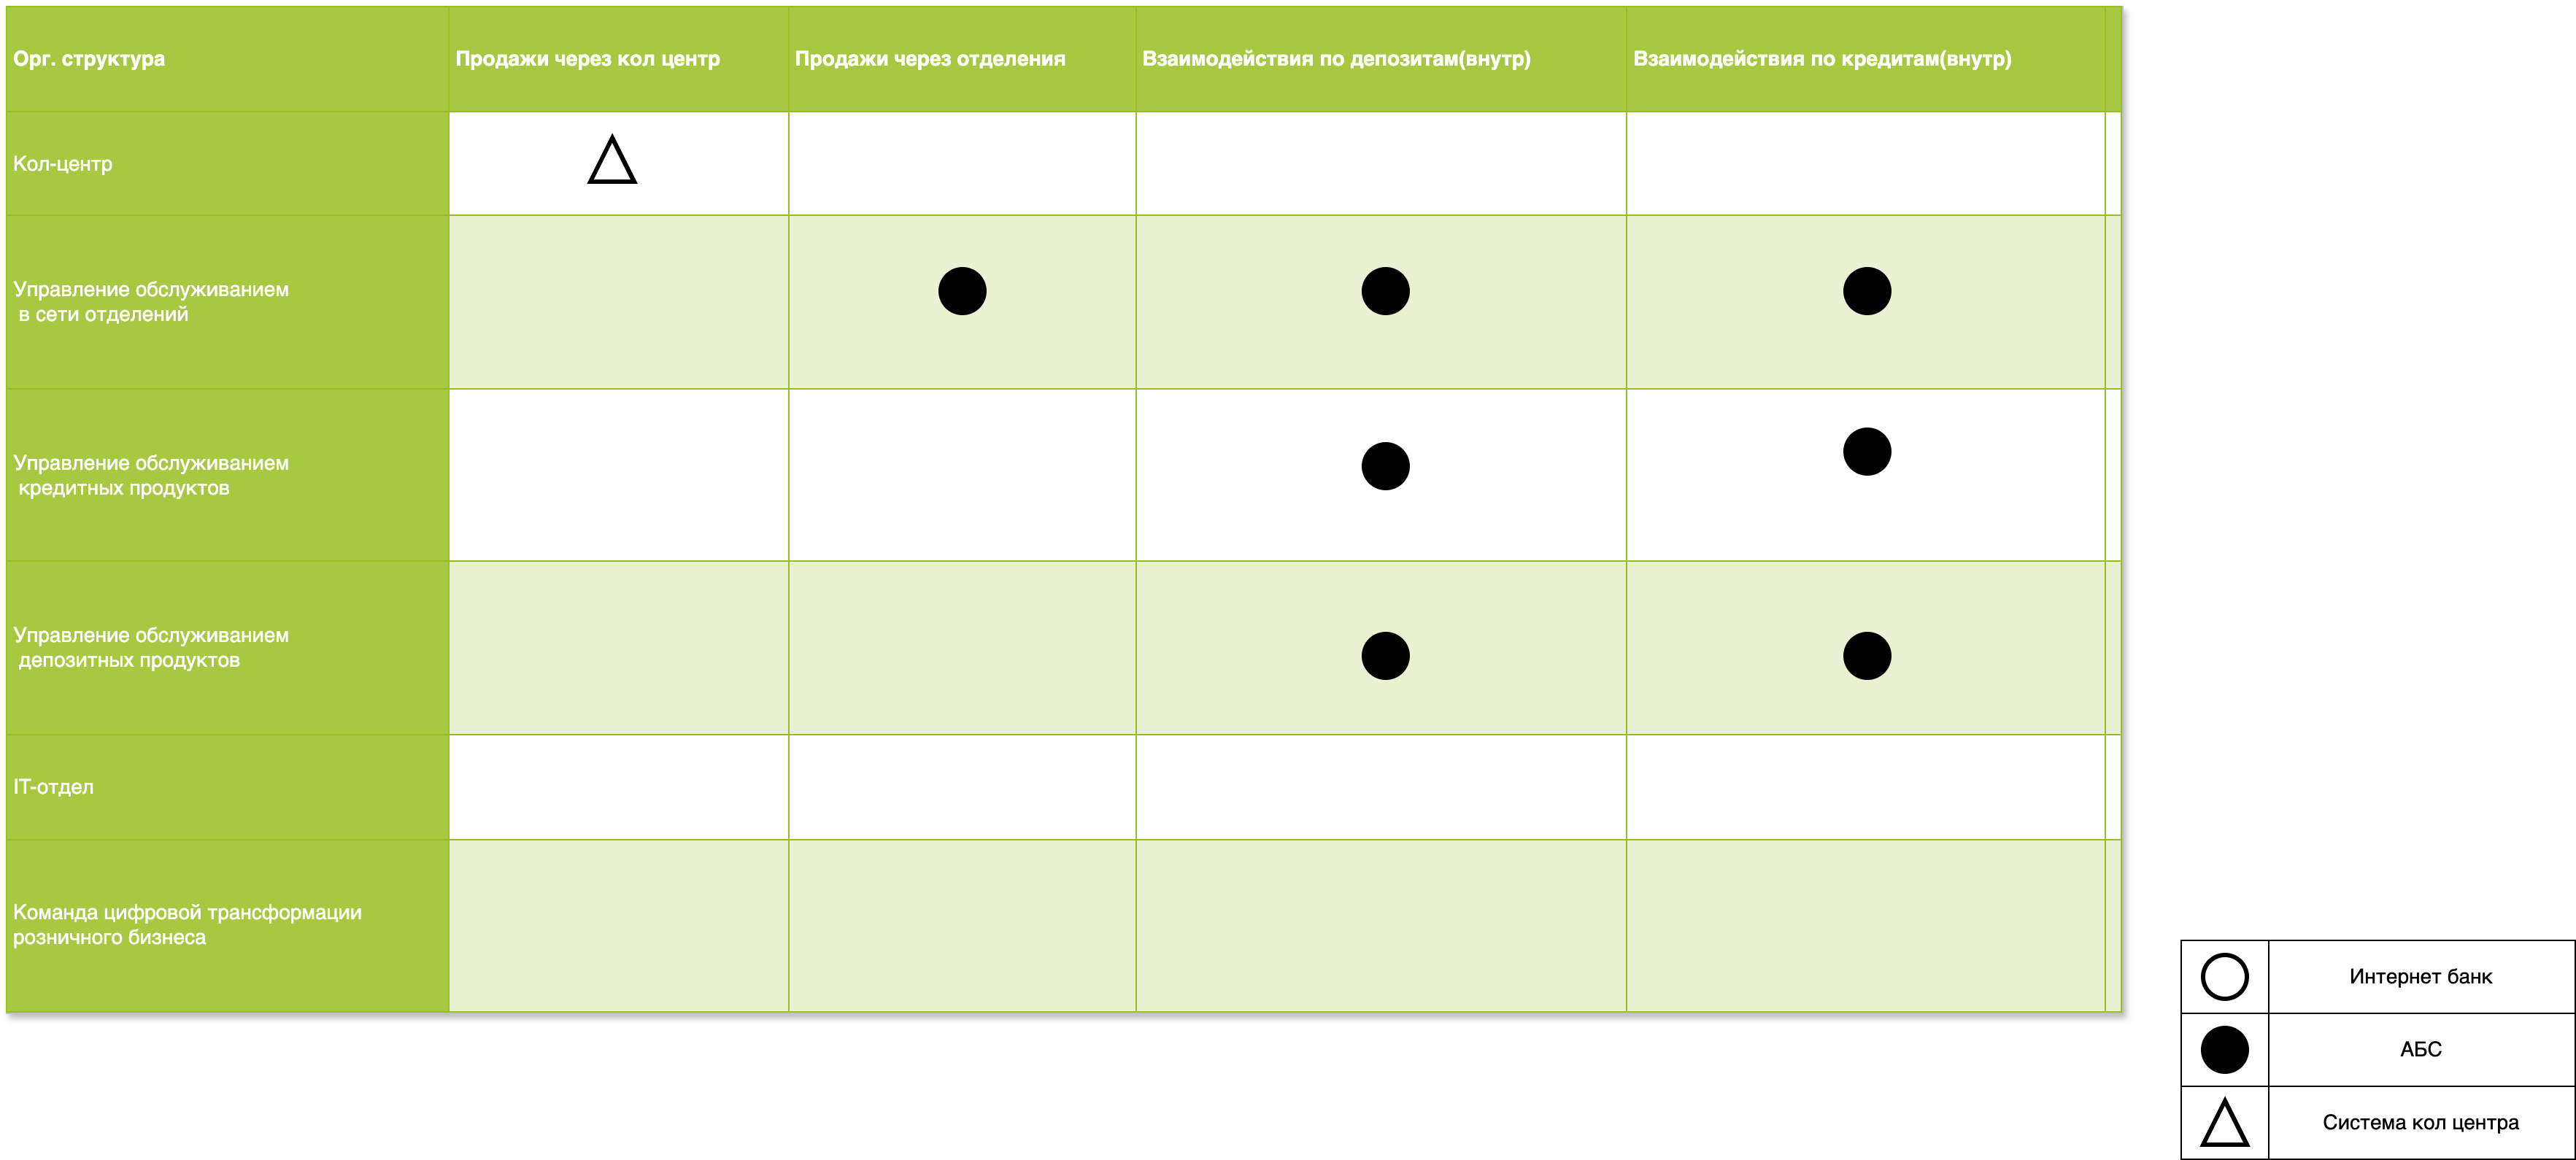 Орг. структура
Продажи через кол центр
Продажи через отделения
Взаимодействия по депозитам(внутр)
Взаимодействия по кредитам(внутр)
Кол-центр
Управление обслуживанием
в сети отделений
Управление обслуживанием
кредитных продуктов
Управление обслуживанием
депозитных продуктов
IT-отдел
Команда цифровой трансформации
розничного бизнеса
Интернет банк
АБС
Система кол центра